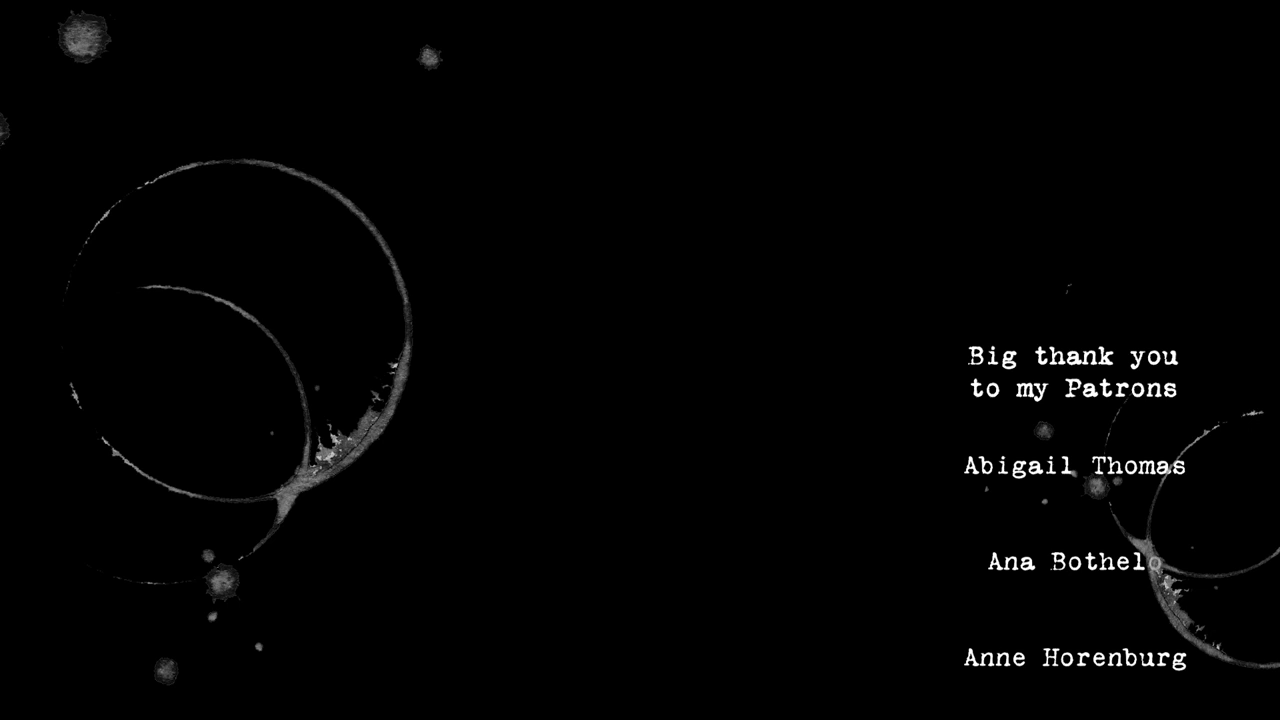 Big thank you
to my Patrons
Abigail Thomas
Ana Bothelo
Anne Horenburg